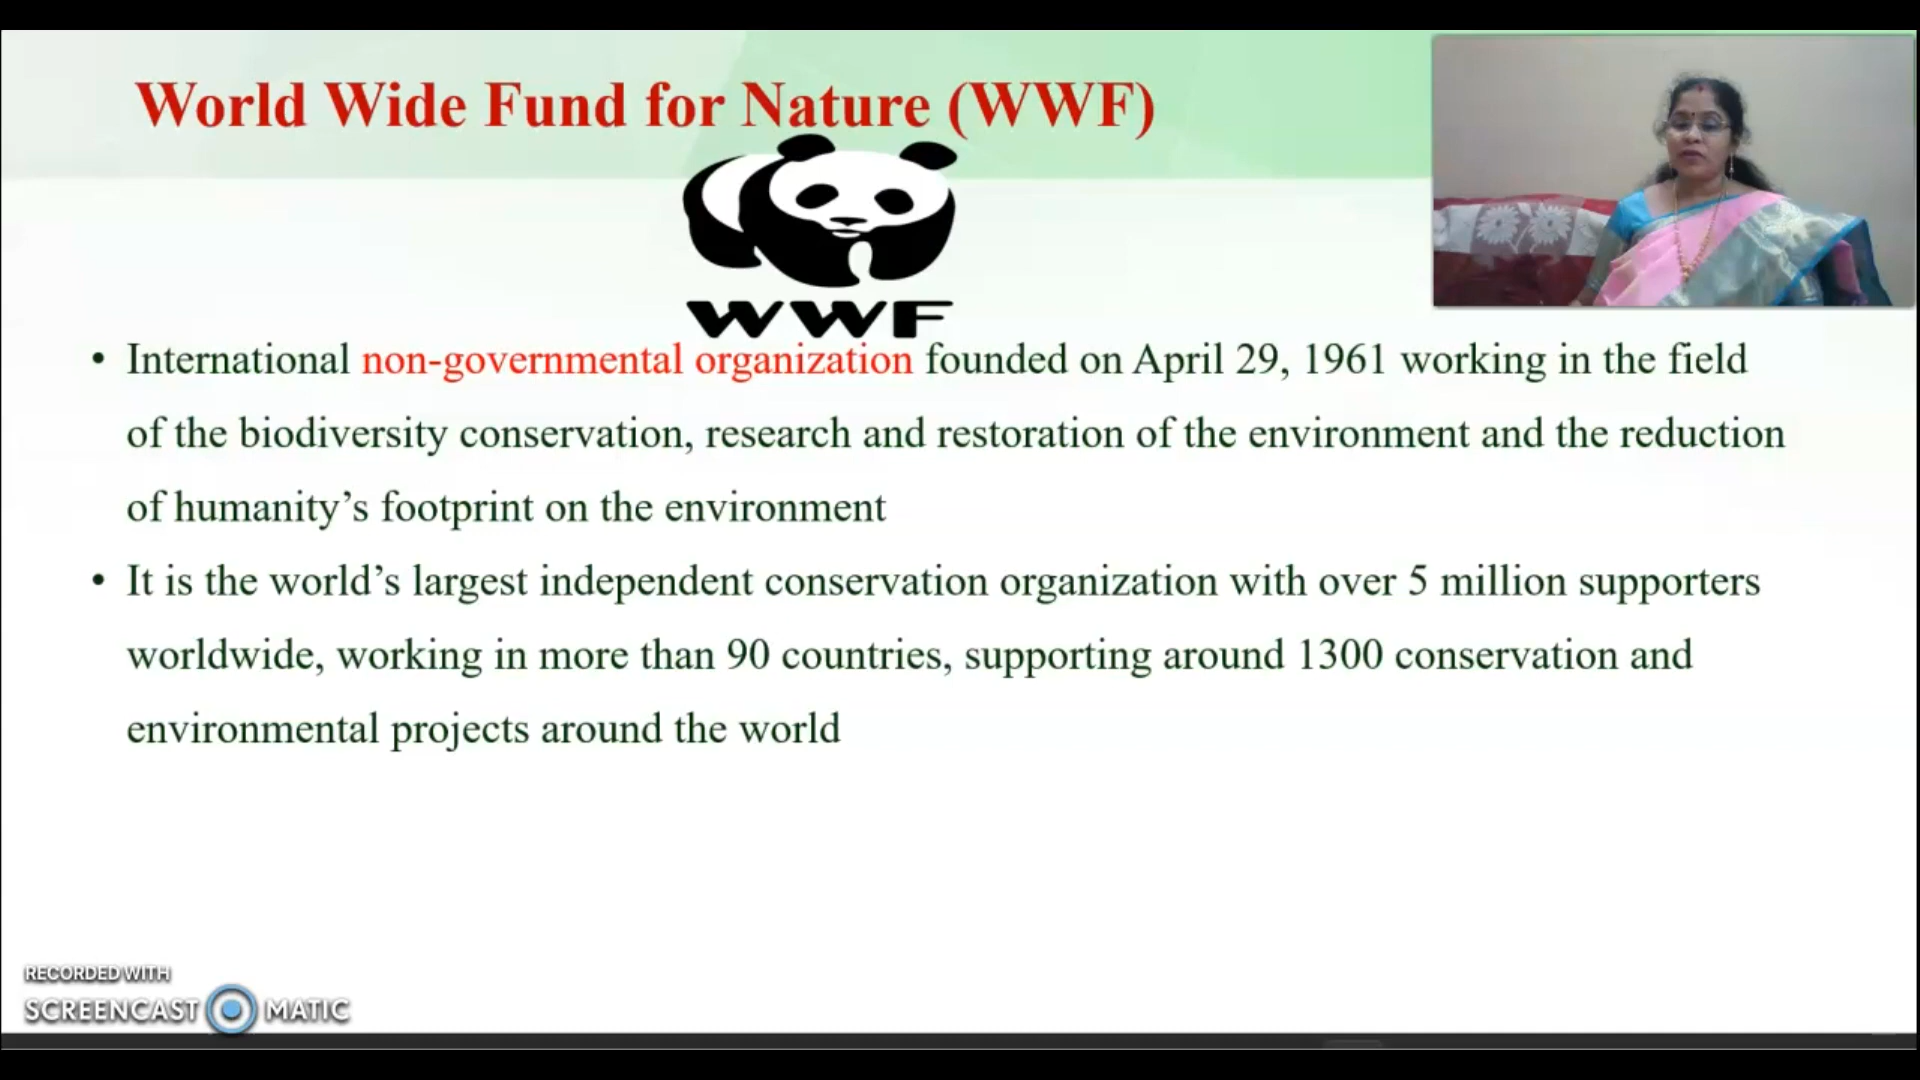 World Wide Fund for Nature (WWF)
WWF
• International non-governmental organization founded on April 29, 1961 working in the field
of the biodiversity conservation, research and restoration of the environment and the reduction
of humanity’s footprint on the environment
• It is the world’s largest independent conservation organization with over 5 million supporters
worldwide, working in more than 90 countries, supporting around 1300 conservation and
environmental projects around the world
RECORDED WITH
SCREENCAST MATIC